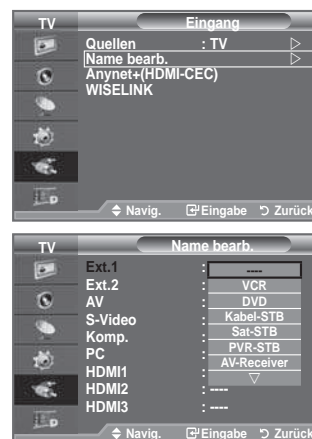 TV Eingang
Quellen : TV ▷
Name bearb. ▷
Anynet+(HDMI-CEC)
WISELINK
Navig. Eingabe Zurück
TV Name bearb.
Ext.1 : ----
Ext.2 : VCR
AV : DVD
S-Video : Kabel-STB
Komp. : Sat-STB
PC : PVR-STB
HDMI1 : AV-Receiver
▽
HDMI2 : ----
HDMI3 : ----
Navig. Eingabe Zurück